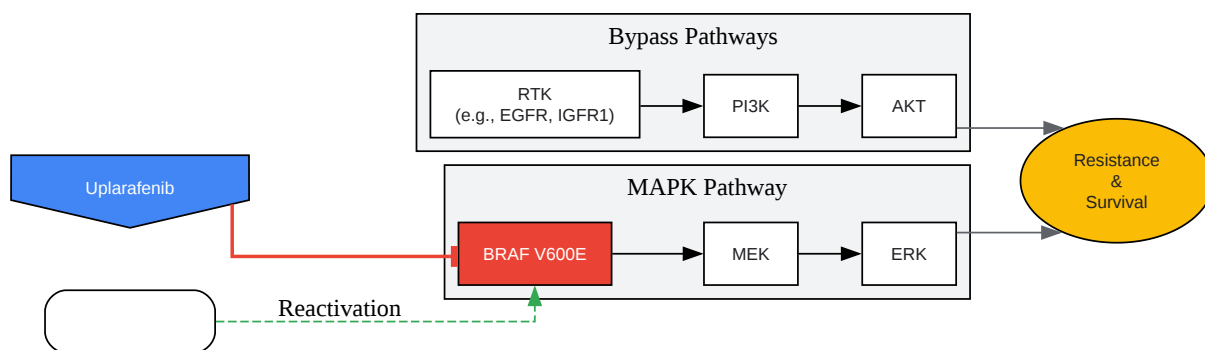 Bypass Pathways
RTK
(e.g., EGFR, IGFR1)
PI3K
AKT
Resistance
&
Survival
Uplarafenib
MAPK Pathway
BRAF V600E
MEK
ERK
Reactivation